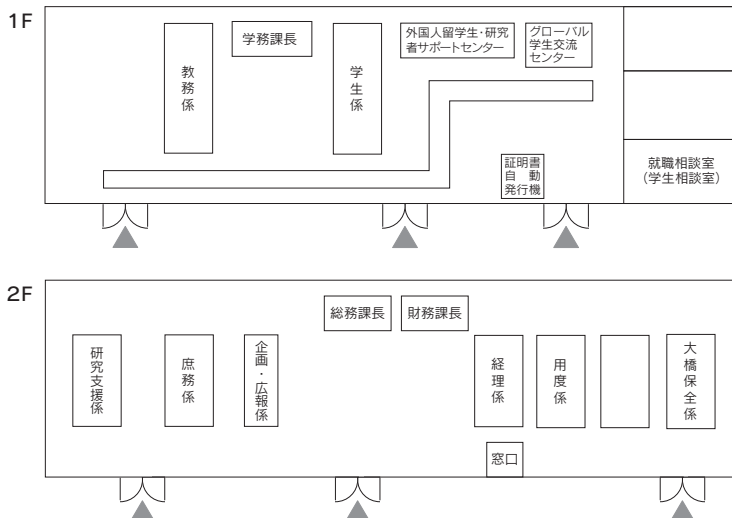 1F
学務課長
外国人留学生・研究
者サポートセンター
グローバル
学生交流
センター
教務係
学生係
証明書
自動
発行機
就職相談室
(学生相談室)
2F
総務課長
財務課長
研究支援係
庶務係
企画・広報係
経理係
用度係
大橋保全係
窓口